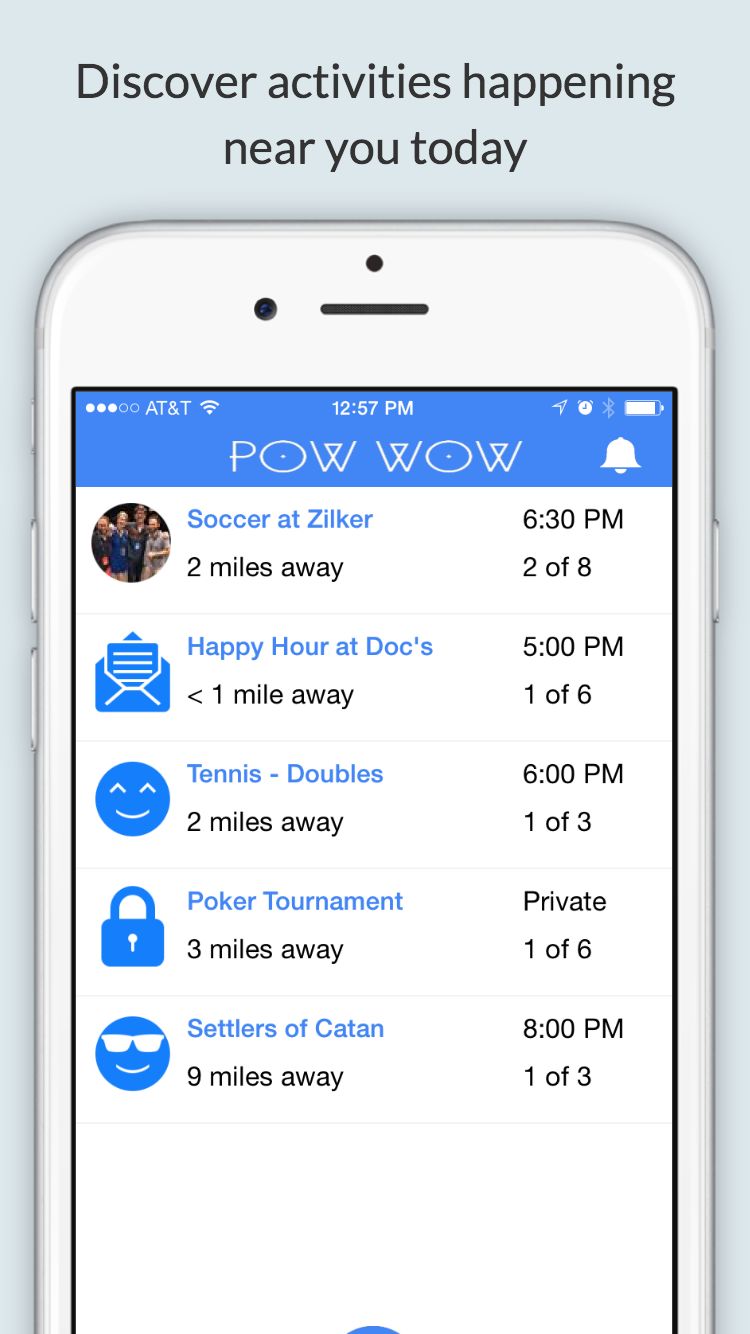 Discover activities happening
near you today
AT&T 12:57 PM
POW WOW
Soccer at Zilker 6:30 PM
2 miles away 2 of 8
Happy Hour at Doc's 5:00 PM
< 1 mile away 1 of 6
Tennis - Doubles 6:00 PM
2 miles away 1 of 3
Poker Tournament Private
3 miles away 1 of 6
Settlers of Catan 8:00 PM
9 miles away 1 of 3